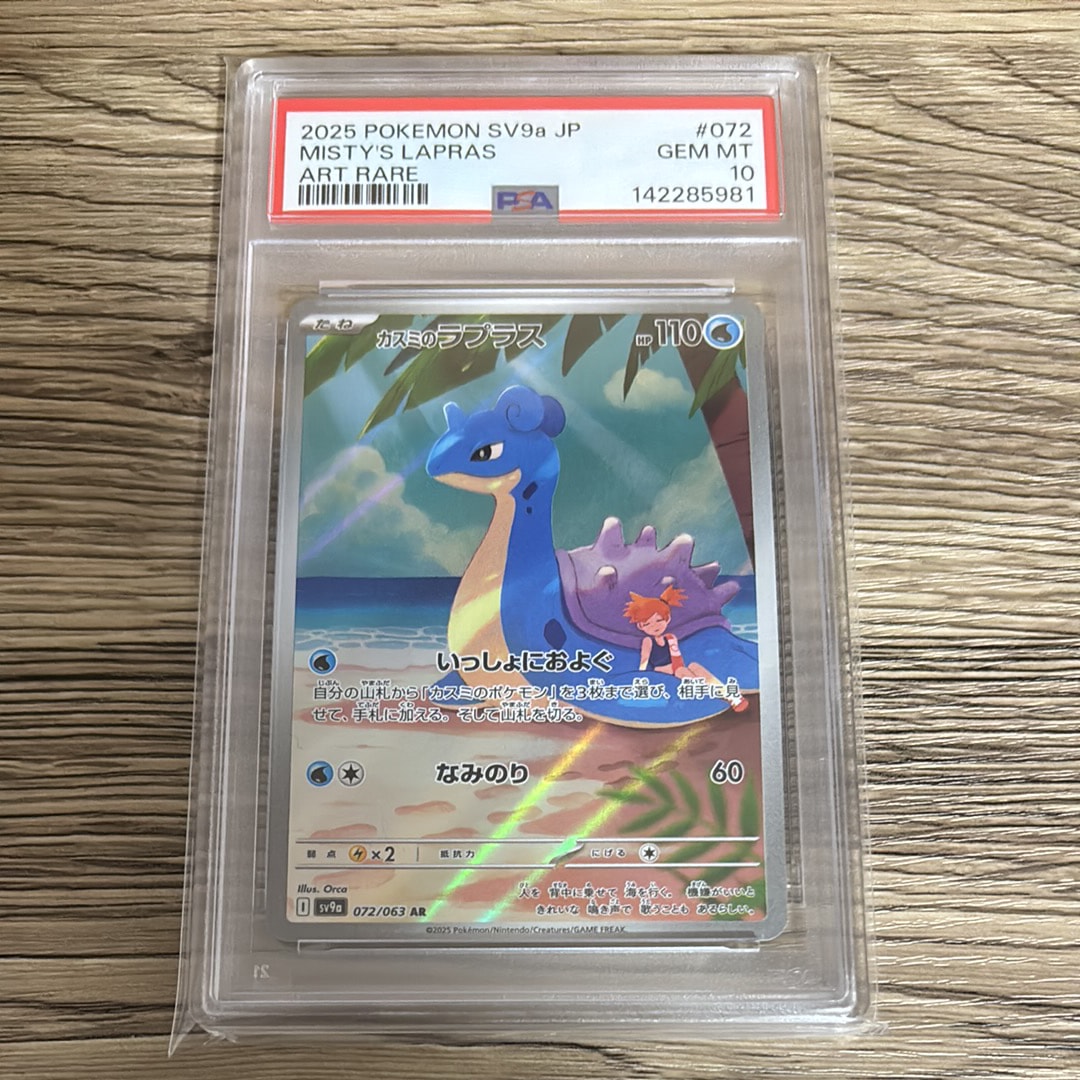 2025 POKEMON SV9a JP #072
MISTY'S LAPRAS GEM MT
ART RARE 10
PSA 142285981
たね カスミのラプラス HP 110
いっしょにおよぐ
自分の山札から「カスミのポケモン」を3枚まで選び、相手に見
せて、手札に加える。そして山札を切る。
なみのり 60
弱点 ×2 抵抗力 にげる
Illus. Orca
人を 背中に乗せて 海を行く。 機嫌がいいと
I SV9a 072/063 AR きれいな 鳴き声で 歌うことも あるらしい。
©2025 Pokémon/Nintendo/Creatures/GAME FREAK
21